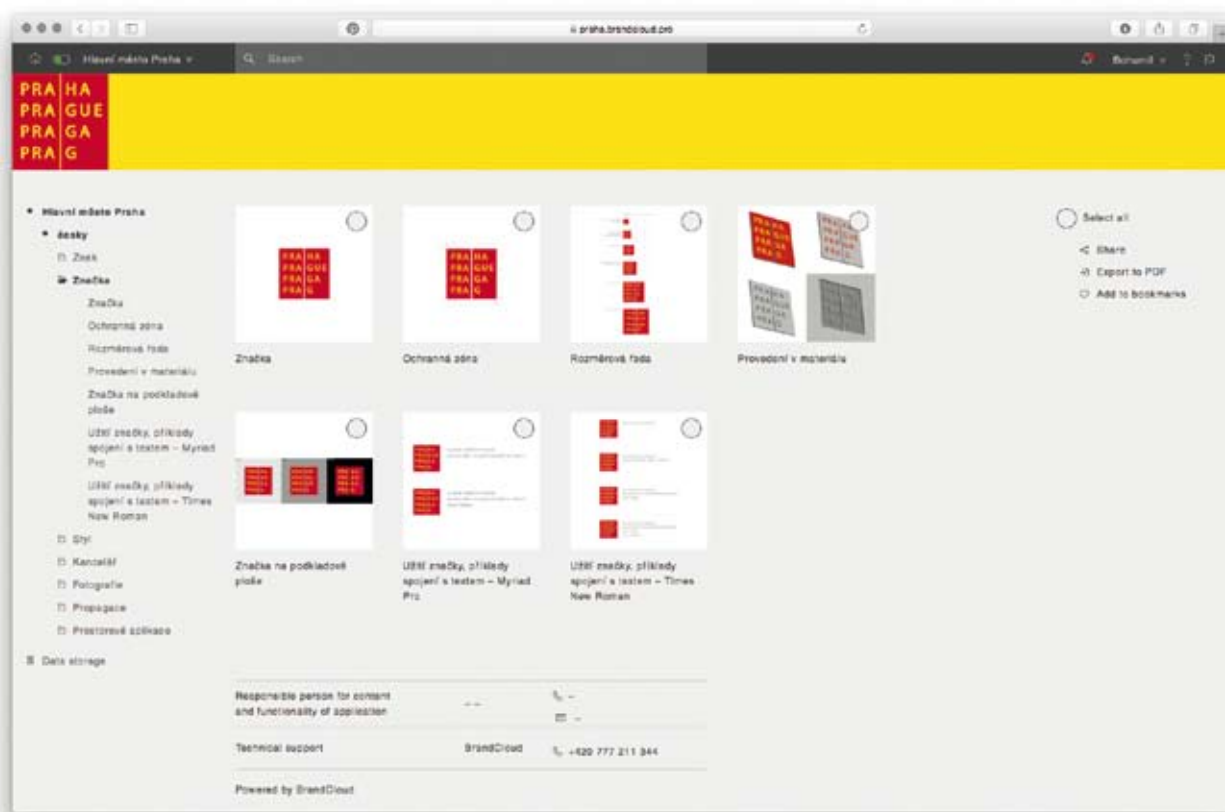 praha.brandcloud.pro
Hlavní město Praha
Search
Bohumil
PRA HA
PRA GUE
PRA GA
PRA G
Hlavní město Praha
česky
Znak
Značka
Značka
Ochranná zóna
Rozměrová řada
Provedení v materiálu
Značka na podkladové
ploše
Užití značky, příklady
spojení s textem – Myriad
Pro
Užití značky, příklady
spojení s textem – Times
New Roman
Styl
Kancelář
Fotografie
Propagace
Prostorové aplikace
Data storage
Značka
Ochranná zóna
Rozměrová řada
Provedení v materiálu
Značka na podkladové
ploše
Užití značky, příklady
spojení s textem – Myriad
Pro
Užití značky, příklady
spojení s textem – Times
New Roman
Select all
Share
Export to PDF
Add to bookmarks
Responsible person for content
and functionality of application
– –
–
–
Technical support
BrandCloud
+420 777 211 344
Powered by BrandCloud